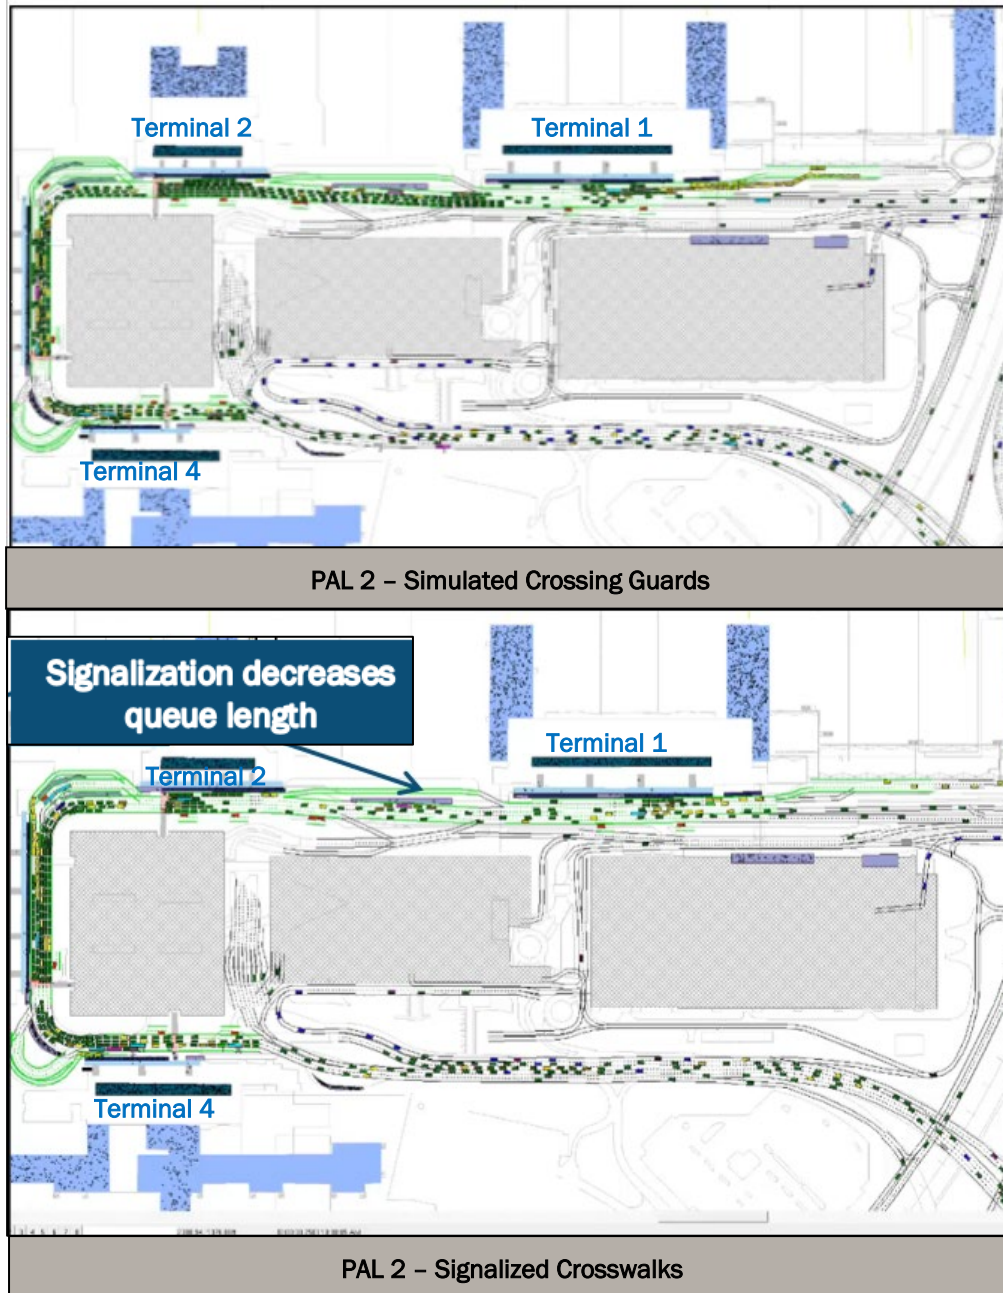 Terminal 2
Terminal 1
Terminal 4
PAL 2 – Simulated Crossing Guards
Signalization decreases
queue length
Terminal 1
Terminal 2
Terminal 4
PAL 2 – Signalized Crosswalks